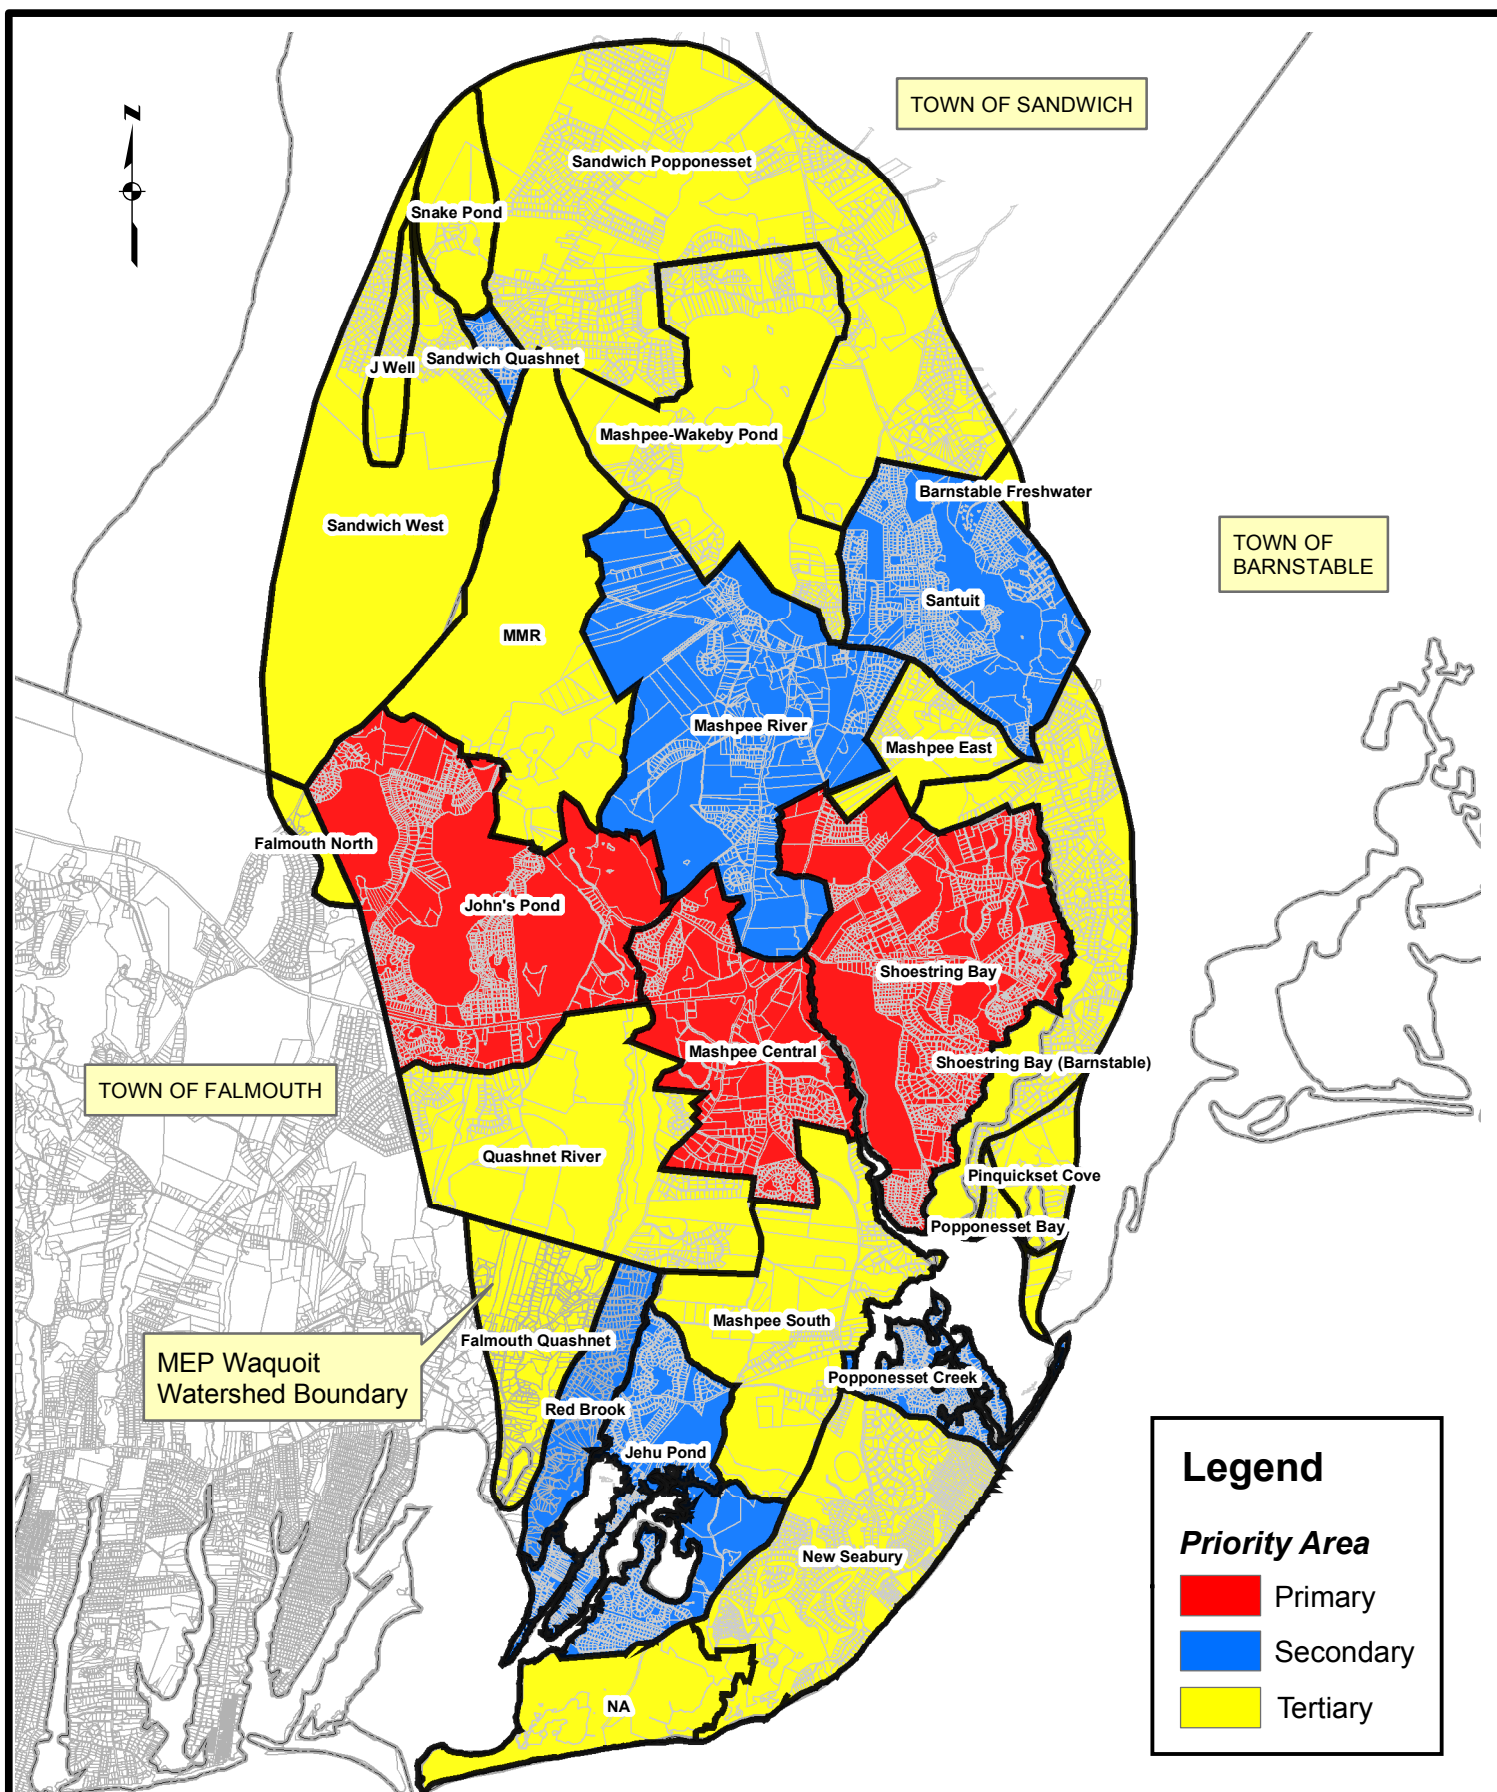 TOWN OF SANDWICH
Z
Sandwich Popponesset
Snake Pond
Sandwich Quashnet
J Well
Mashpee-Wakeby Pond
Barnstable Freshwater
Sandwich West
TOWN OF
BARNSTABLE
Santuit
MMR
Mashpee River
Mashpee East
Falmouth North
John's Pond
Shoestring Bay
Mashpee Central
Shoestring Bay (Barnstable)
TOWN OF FALMOUTH
Quashnet River
Pinquickset Cove
Popponesset Bay
Mashpee South
Falmouth Quashnet
MEP Waquoit
Watershed Boundary
Popponesset Creek
Red Brook
Jehu Pond
New Seabury
NA
Legend
Priority Area
Primary
Secondary
Tertiary